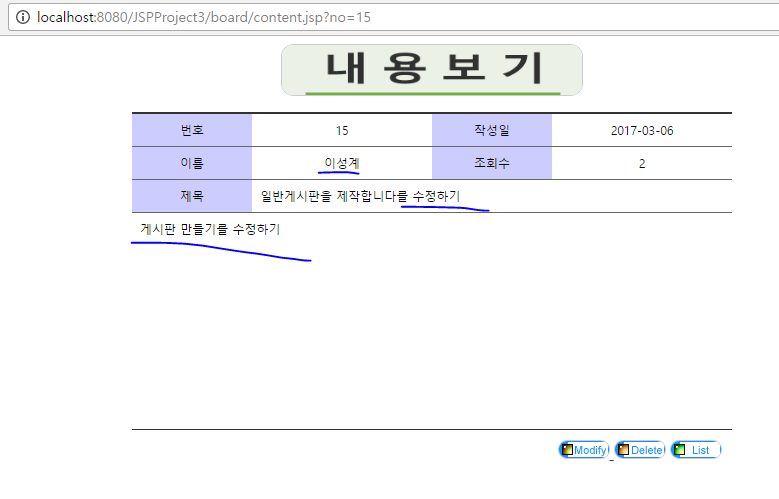 localhost:8080/JSPProject3/board/content.jsp?no=15
내용보기
번호 15 작성일 2017-03-06
이름 이성계 조회수 2
제목 일반게시판을 제작합니다를 수정하기
게시판 만들기를 수정하기
Modify Delete List